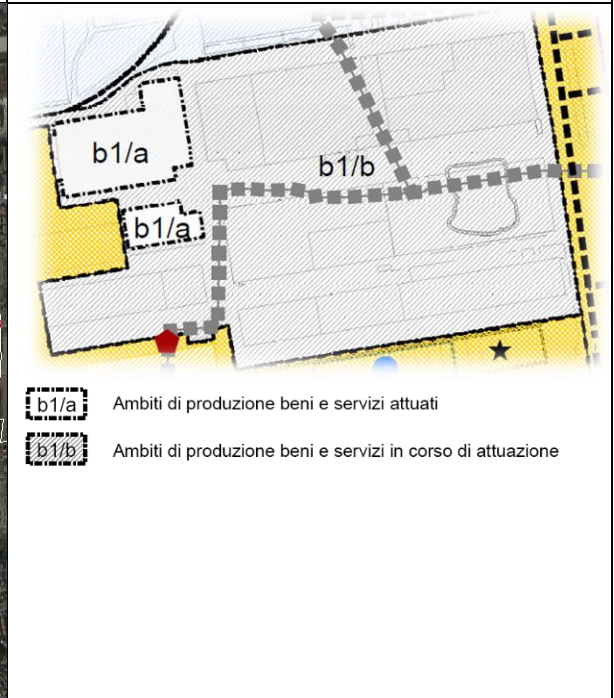 b1/a
b1/b
b1/a
b1/a Ambiti di produzione beni e servizi attuati
b1/b Ambiti di produzione beni e servizi in corso di attuazione